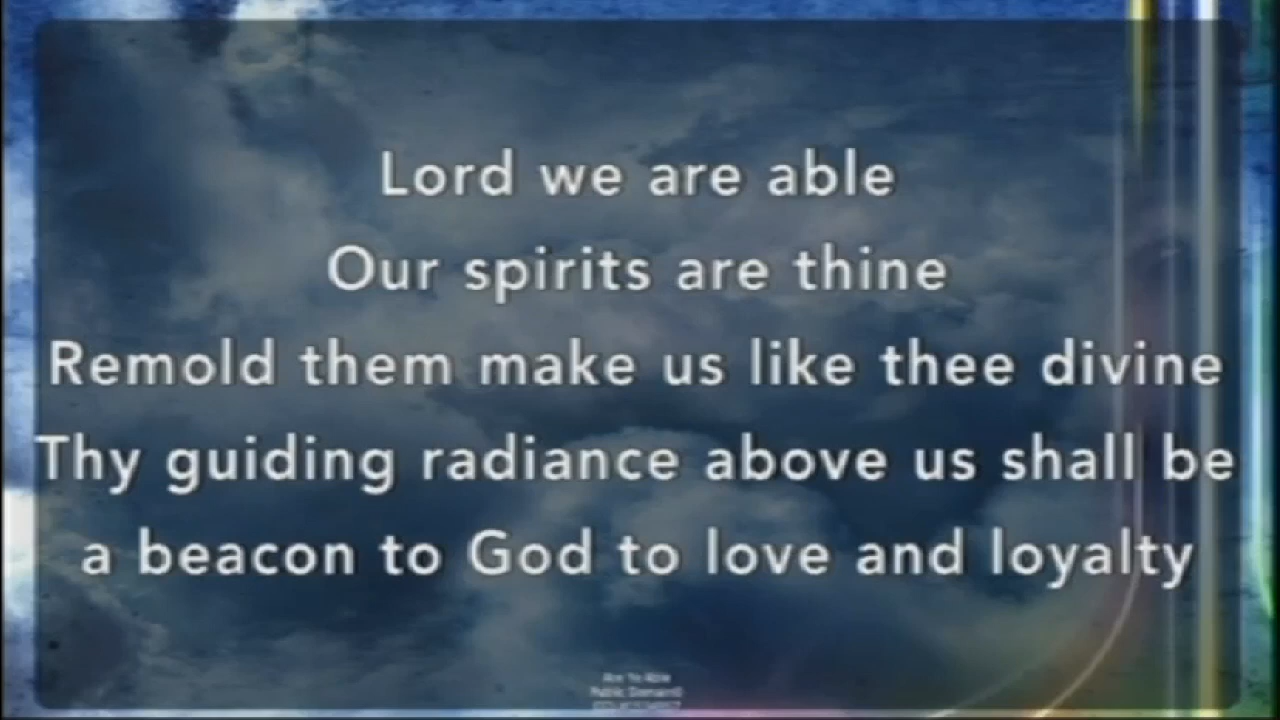 Lord we are able
Our spirits are thine
Remold them make us like thee divine
Thy guiding radiance above us shall be
a beacon to God to love and loyalty
Are Ye Able
Public Domain